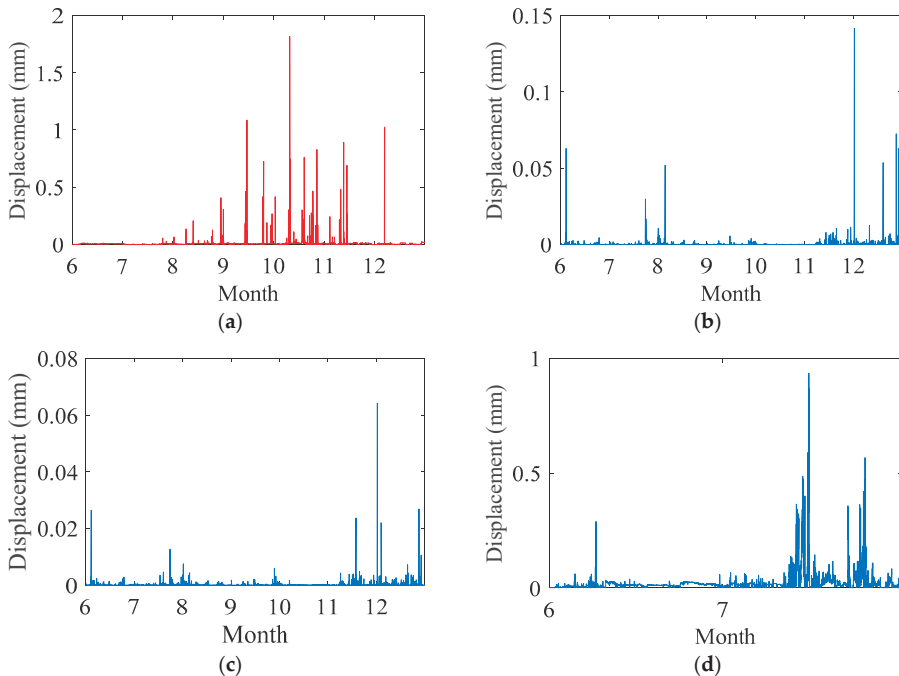 2
1.5
1
0.5
0
Displacement (mm)
6 7 8 9 10 11 12
Month
(a)
0.15
0.1
0.05
0
Displacement (mm)
6 7 8 9 10 11 12
Month
(b)
0.08
0.06
0.04
0.02
0
Displacement (mm)
6 7 8 9 10 11 12
Month
(c)
1
0.5
0
Displacement (mm)
6 7
Month
(d)